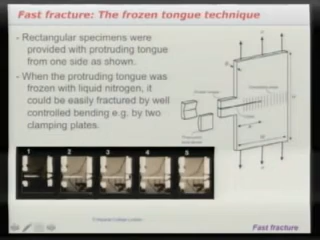 Fast fracture: The frozen tongue technique
- Rectangular specimens were
provided with protruding tongue
from one side as shown.
- When the protruding tongue was
frozen with liquid nitrogen, it
could be easily fractured by well
controlled bending e.g. by two
clamping plates.
1 2 3 4 5
Fast fracture